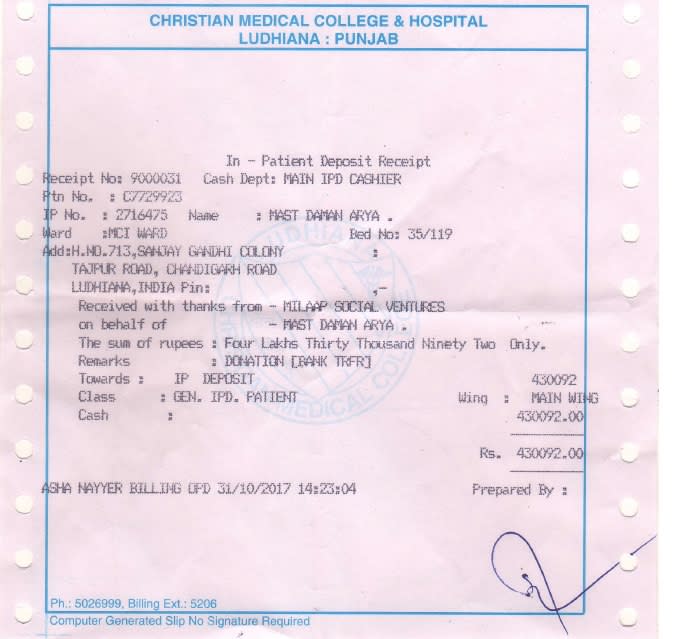 CHRISTIAN MEDICAL COLLEGE & HOSPITAL
LUDHIANA : PUNJAB
In - Patient Deposit Receipt
Receipt No: 9000031 Cash Dept: MAIN IPD CASHIER
Ptn No. : C7729923
IP No. : 2716475 Name : MAST DAMAN ARYA .
Ward :MCI WARD Bed No: 35/119
Add:H.NO.713,SANJAY GANDHI COLONY :
TAJPUR ROAD, CHANDIGARH ROAD
LUDHIANA,INDIA Pin: ,-
Received with thanks from - MILAAP SOCIAL VENTURES
on behalf of - MAST DAMAN ARYA .
The sum of rupees : Four Lakhs Thirty Thousand Ninety Two Only.
Remarks : DONATION [BANK TRFR]
Towards : IP DEPOSIT 430092
Class : GEN. IPD. PATIENT Wing : MAIN WING
Cash : 430092.00
Rs. 430092.00
ASHA NAYYER BILLING OPD 31/10/2017 14:23:04 Prepared By :
Ph.: 5026999, Billing Ext.: 5206
Computer Generated Slip No Signature Required